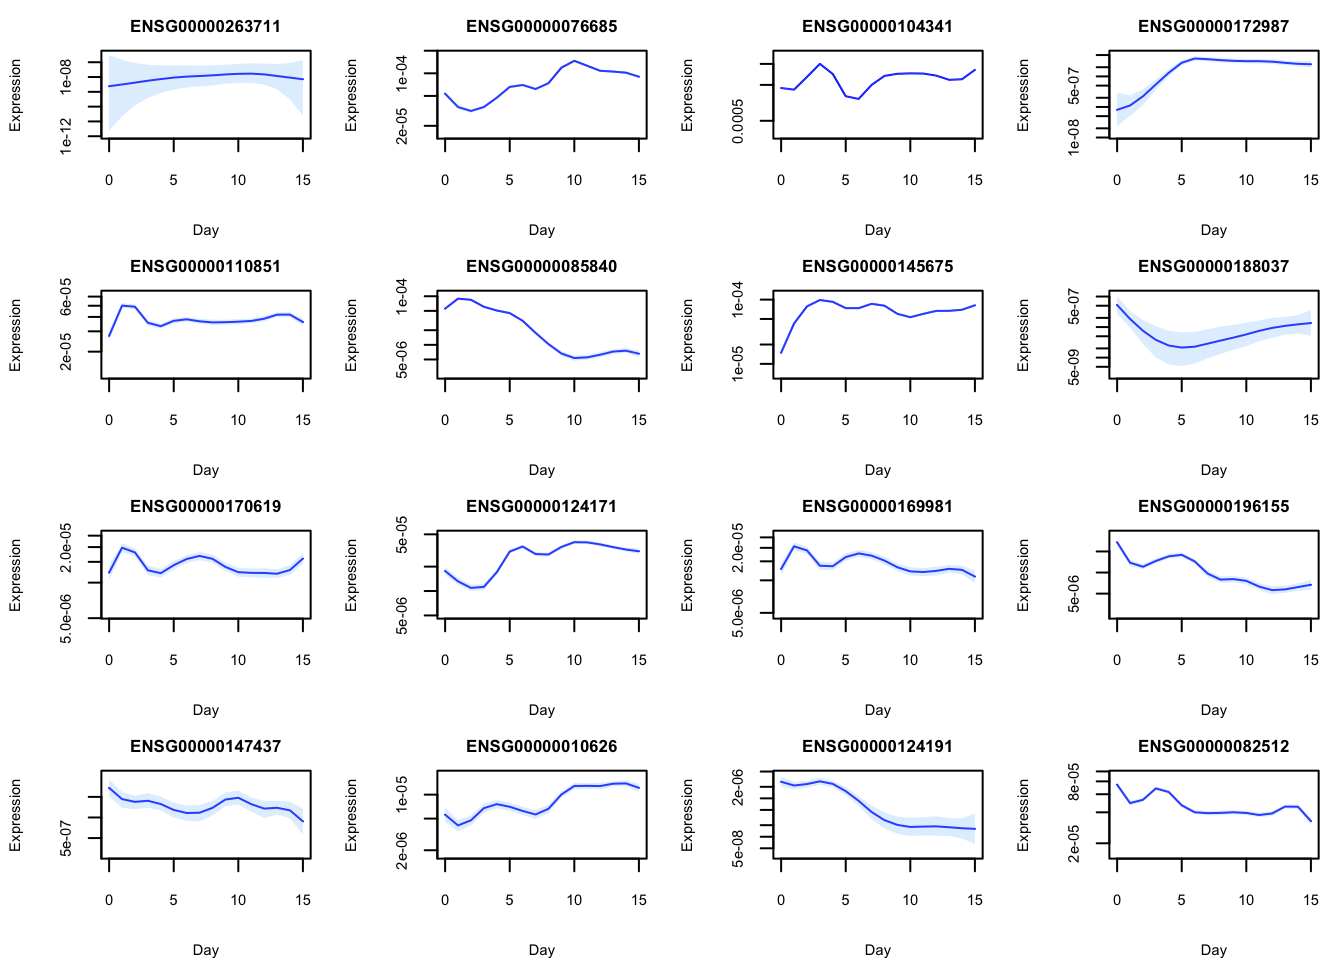 ENSG00000263711
Expression
1e-08
1e-12
0 5 10 15
Day
ENSG00000076685
Expression
1e-04
2e-05
0 5 10 15
Day
ENSG00000104341
Expression
0.0005
0 5 10 15
Day
ENSG00000172987
Expression
5e-07
1e-08
0 5 10 15
Day
ENSG00000110851
Expression
6e-05
2e-05
0 5 10 15
Day
ENSG00000085840
Expression
1e-04
5e-06
0 5 10 15
Day
ENSG00000145675
Expression
1e-04
1e-05
0 5 10 15
Day
ENSG00000188037
Expression
5e-07
5e-09
0 5 10 15
Day
ENSG00000170619
Expression
2.0e-05
5.0e-06
0 5 10 15
Day
ENSG00000124171
Expression
5e-05
5e-06
0 5 10 15
Day
ENSG00000169981
Expression
2.0e-05
5.0e-06
0 5 10 15
Day
ENSG00000196155
Expression
5e-06
0 5 10 15
Day
ENSG00000147437
Expression
5e-07
0 5 10 15
Day
ENSG00000010626
Expression
1e-05
2e-06
0 5 10 15
Day
ENSG00000124191
Expression
2e-06
5e-08
0 5 10 15
Day
ENSG00000082512
Expression
8e-05
2e-05
0 5 10 15
Day